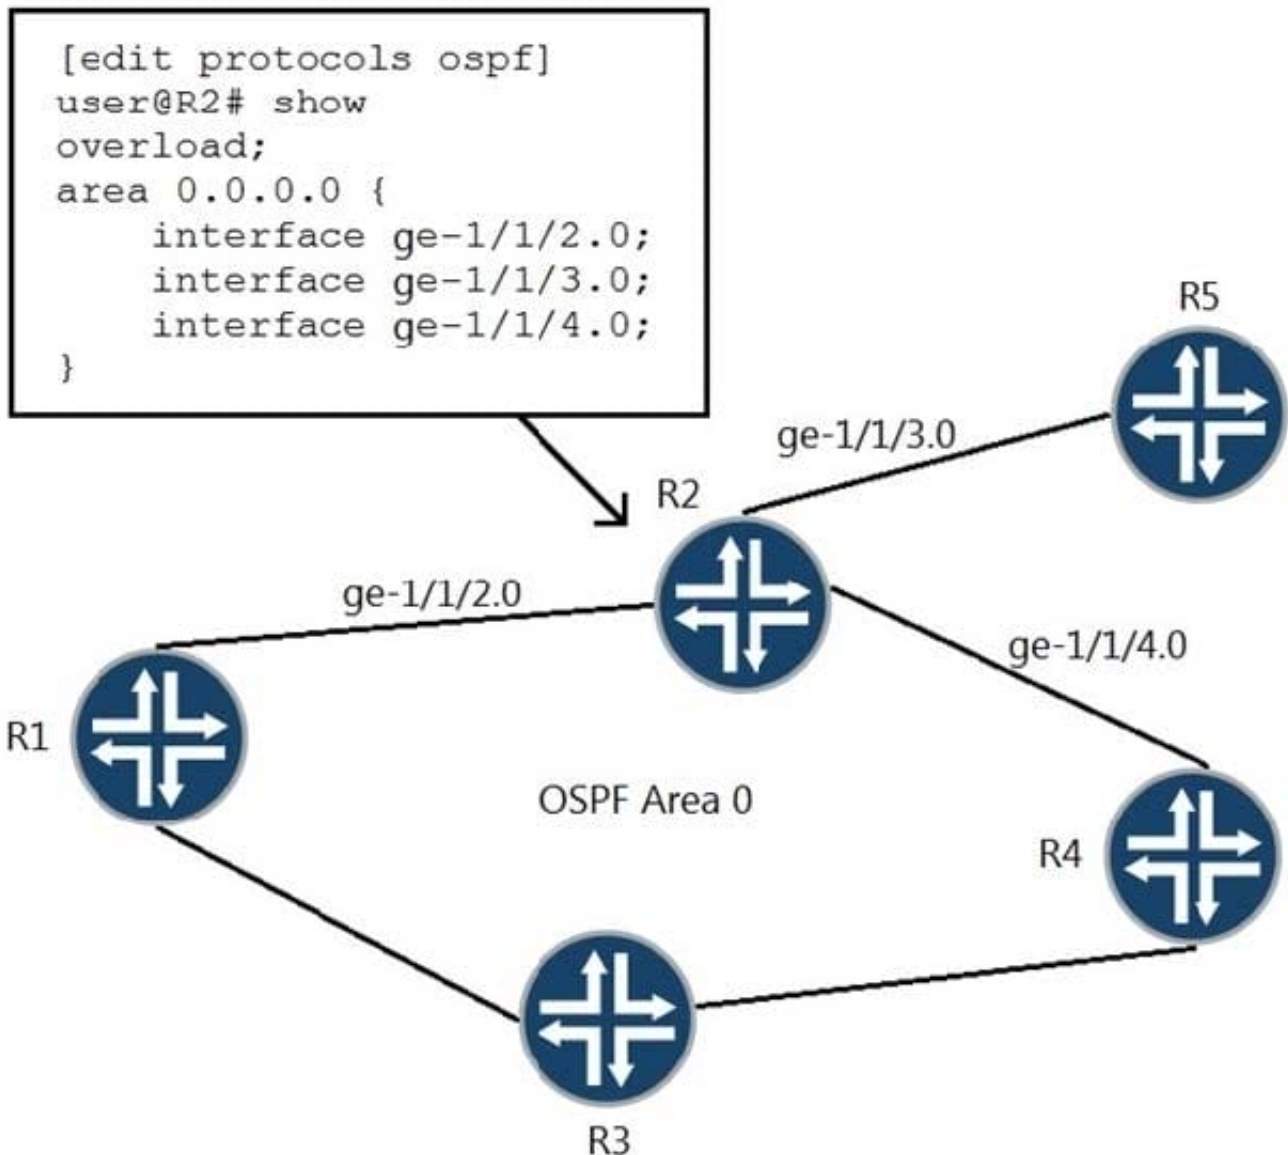 [edit protocols ospf]
user@R2# show
overload;
area 0.0.0.0 {
interface ge-1/1/2.0;
interface ge-1/1/3.0;
interface ge-1/1/4.0;
}
R5
ge-1/1/3.0
R2
ge-1/1/2.0
ge-1/1/4.0
R1
OSPF Area 0
R4
R3